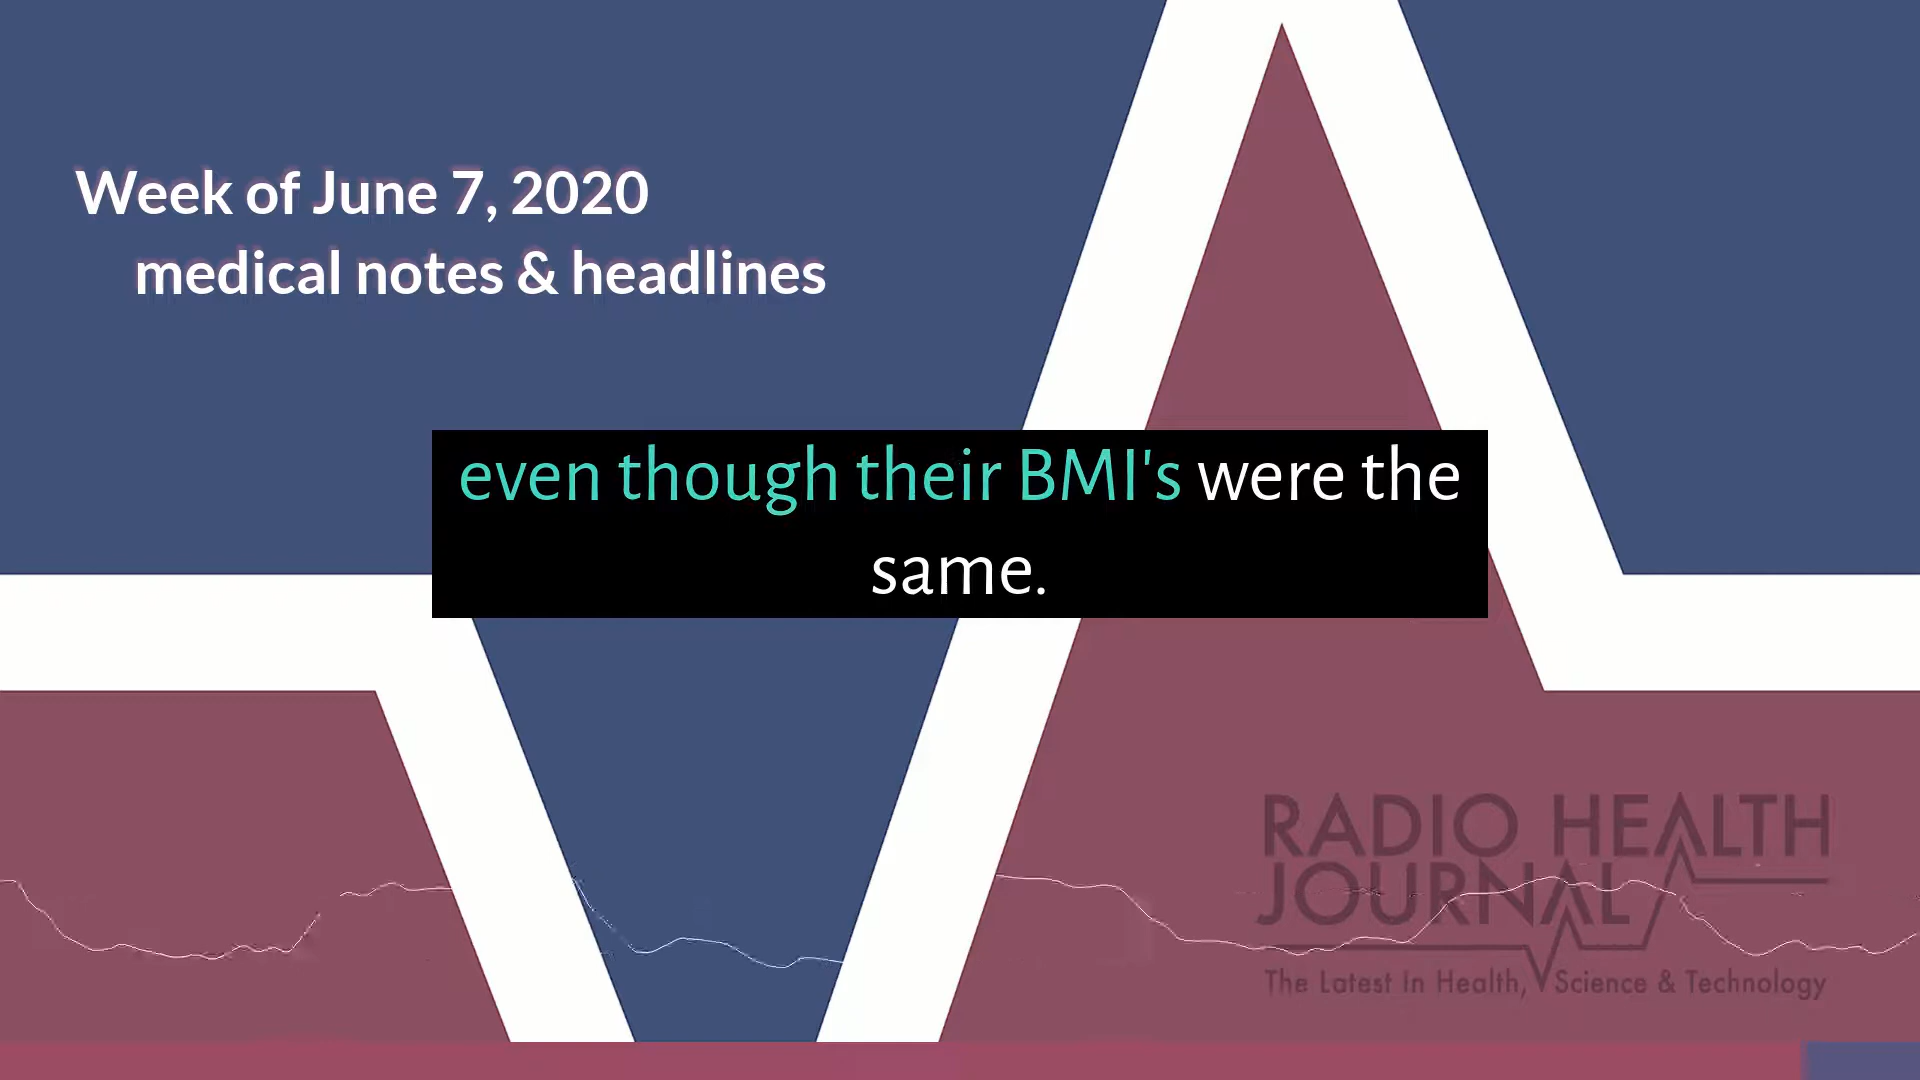 Week of June 7, 2020
medical notes & headlines
even though their BMI's were the
same.
RADIO HEALTH
JOURNAL
The Latest In Health, Science & Technology